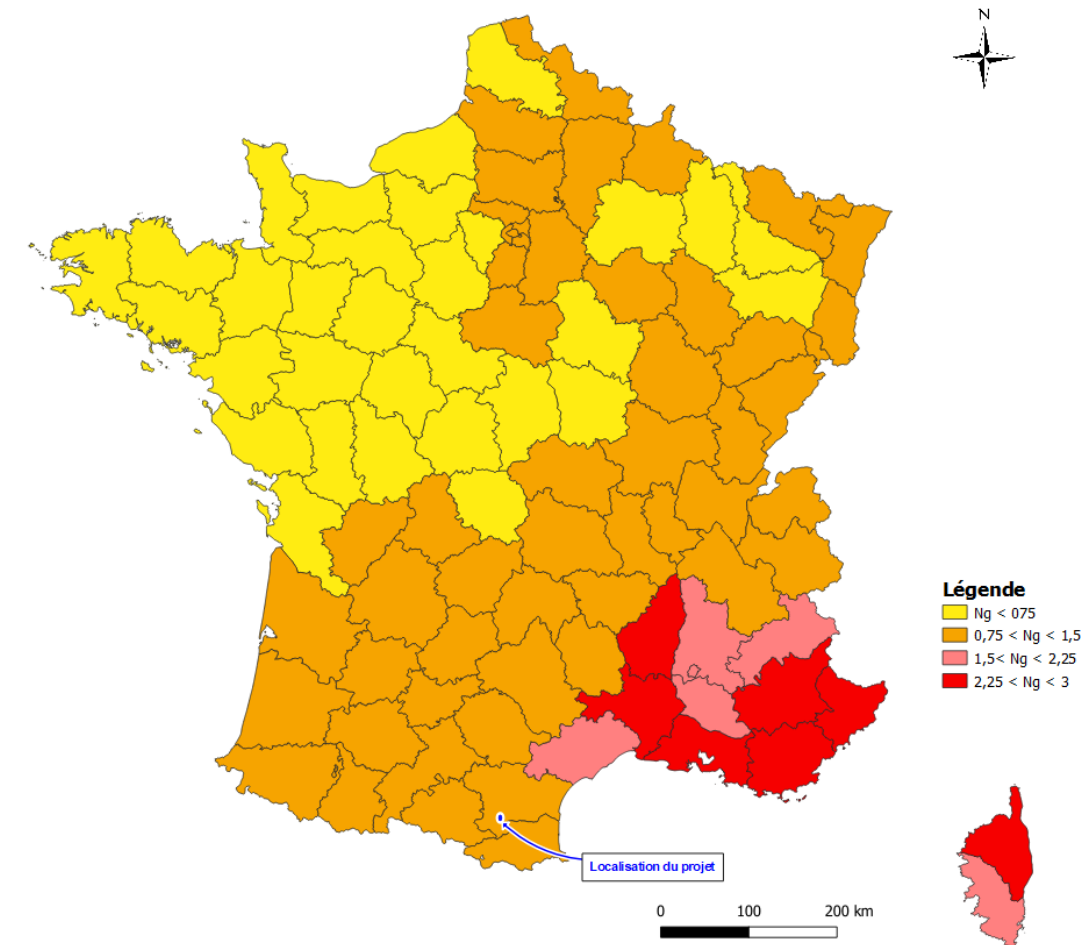 N
Légende
Ng < 075
0,75 < Ng < 1,5
1,5< Ng < 2,25
2,25 < Ng < 3
Localisation du projet
0 100 200 km